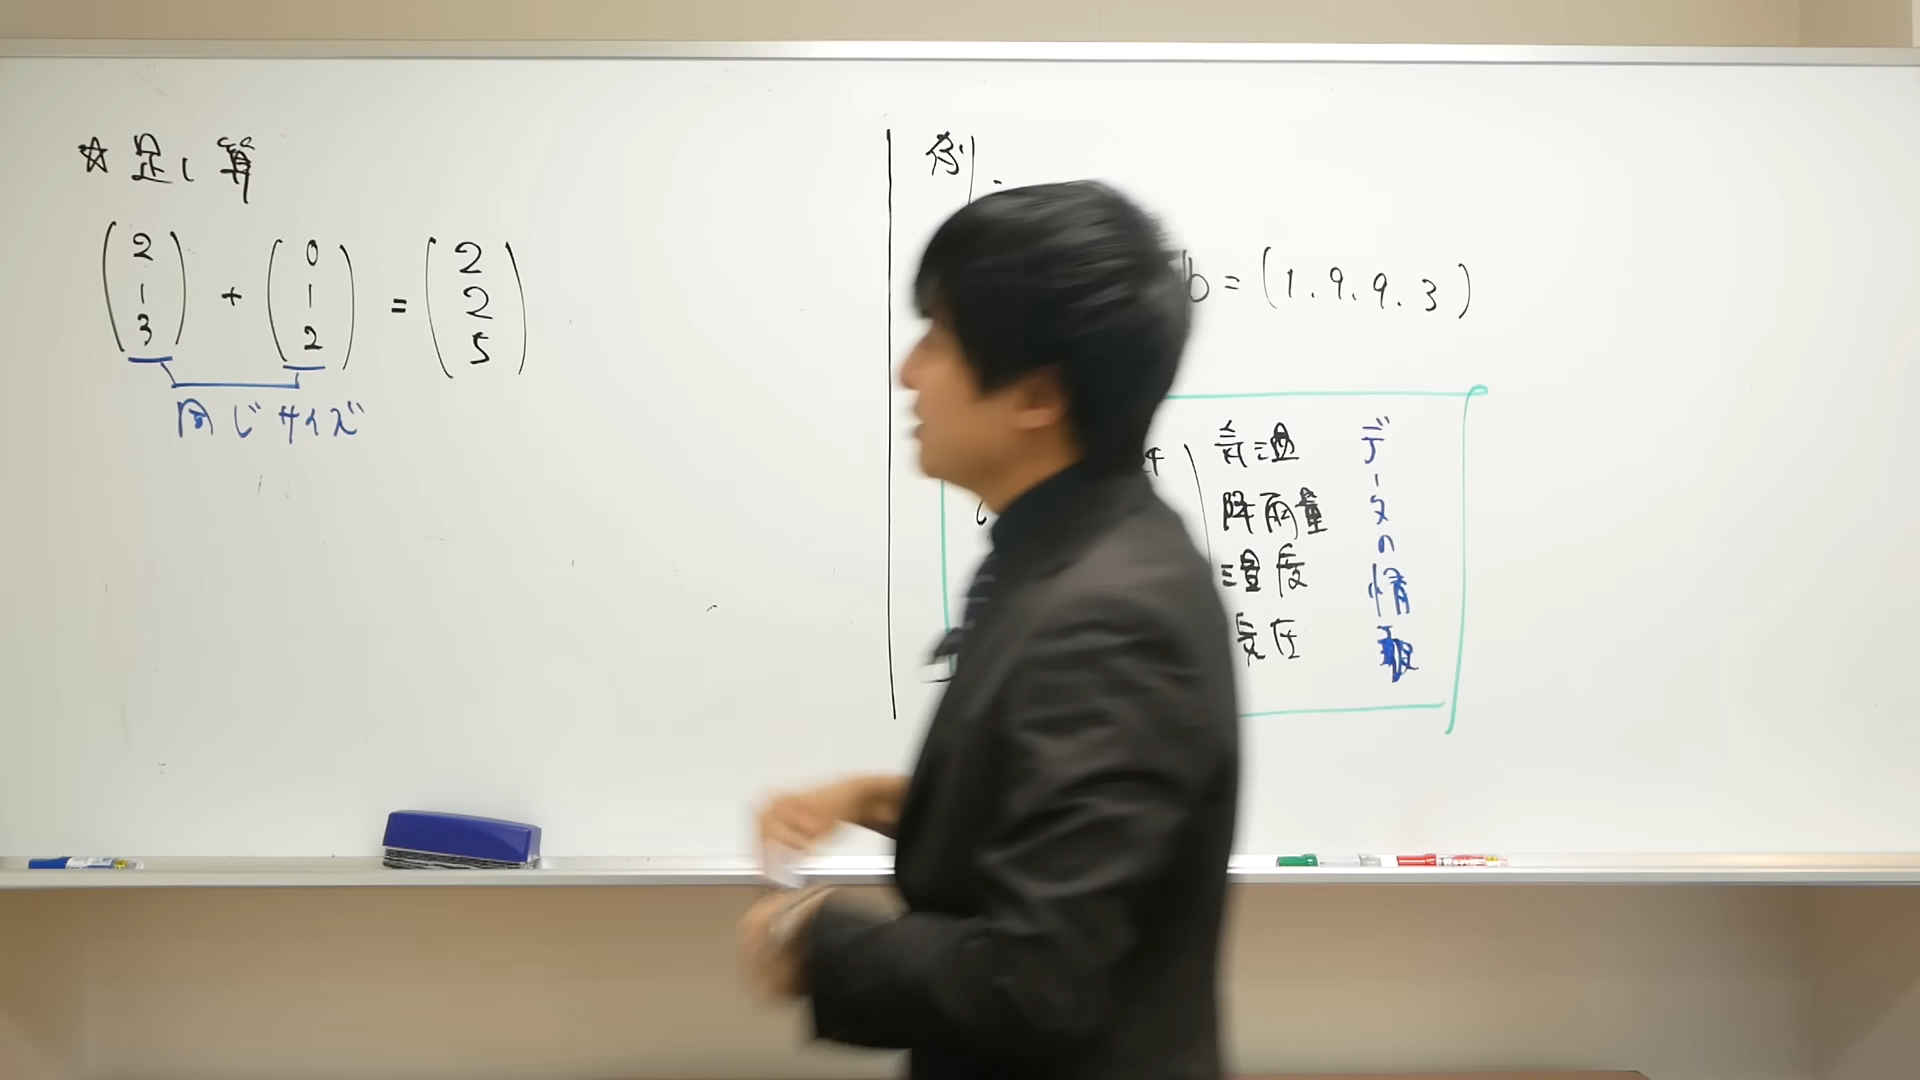 ☆ 足し算
(2 1 3) + (0 1 2) = (2 2 5)
同じサイズ
例
b = (1. 9. 9. 3)
気温
降雨量
湿度
気圧
データの情報